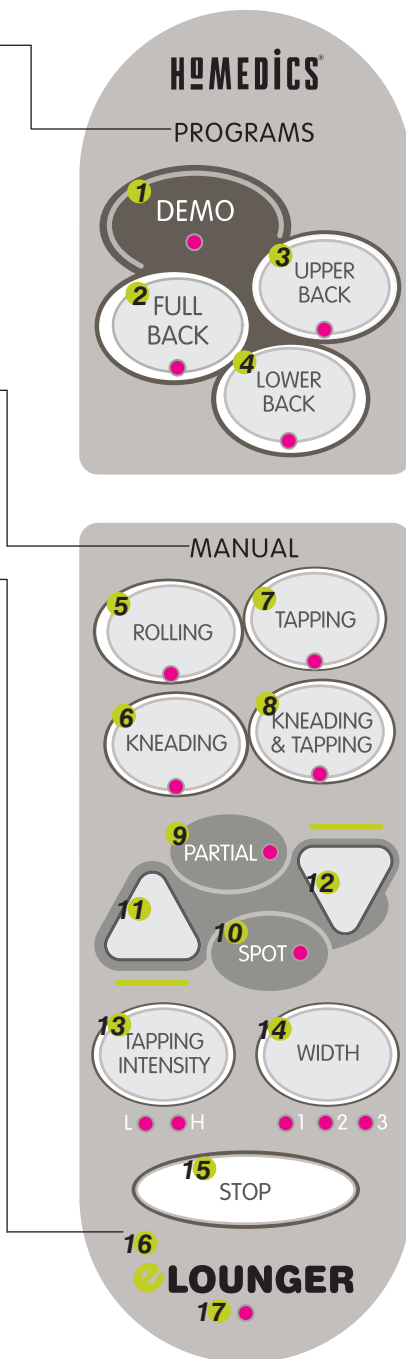 HOMEDICS®
PROGRAMS
1
DEMO
3
UPPER
BACK
2
FULL
BACK
4
LOWER
BACK
MANUAL
5
ROLLING
7
TAPPING
6
KNEADING
8
KNEADING
& TAPPING
9
PARTIAL
11
12
10
SPOT
13
TAPPING
INTENSITY
14
WIDTH
L H
1 2 3
15
STOP
16
eLOUNGER
17